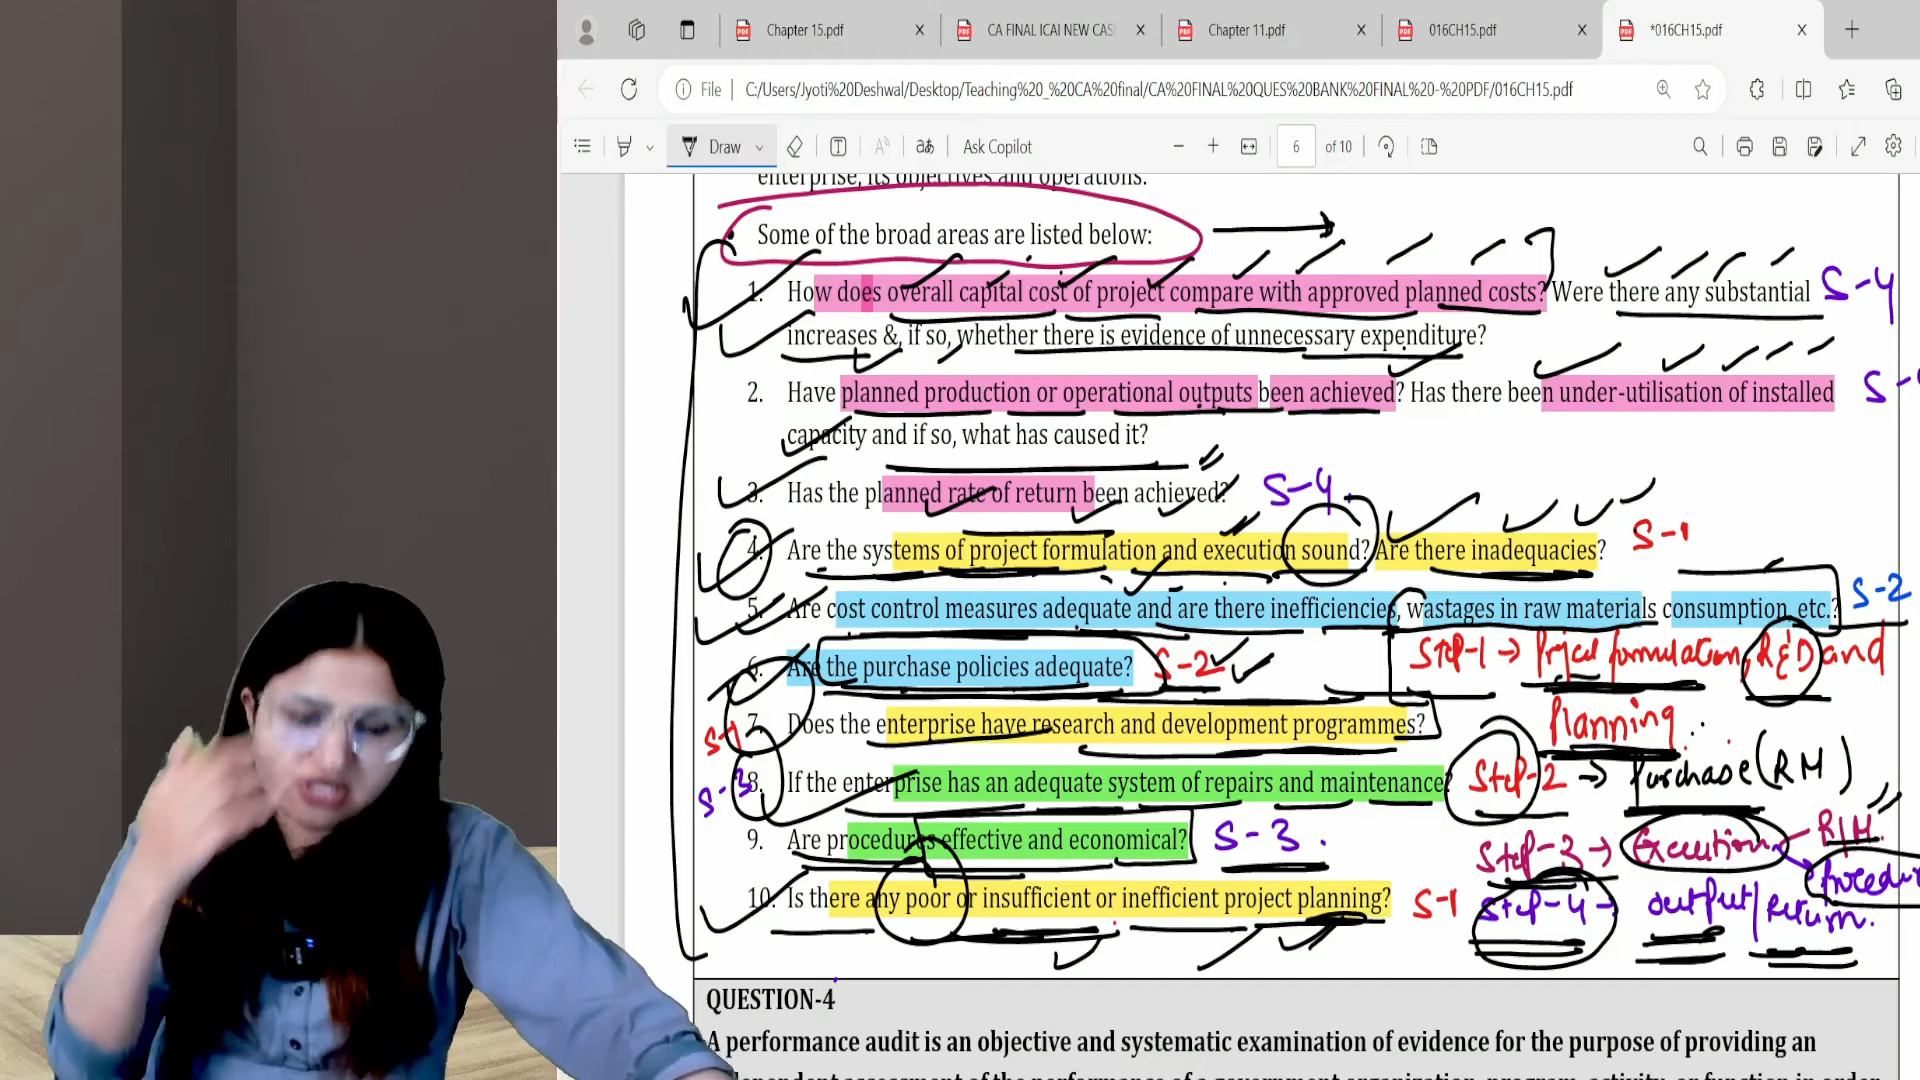 Chapter 15.pdf
CA FINAL ICAI NEW CAS
Chapter 11.pdf
016CH15.pdf
*016CH15.pdf
File
C:/Users/Jyoti%20Deshwal/Desktop/Teaching%20_%20CA%20final/CA%20FINAL%20QUES%20BANK%20FINAL%20-%20PDF/016CH15.pdf
Draw
Ask Copilot
6 of 10
enterprise, its objectives and operations.
Some of the broad areas are listed below:
1. How does overall capital cost of project compare with approved planned costs? Were there any substantial S-4
increases &, if so, whether there is evidence of unnecessary expenditure?
2. Have planned production or operational outputs been achieved? Has there been under-utilisation of installed S-
capacity and if so, what has caused it?
3. Has the planned rate of return been achieved? S-4
4. Are the systems of project formulation and execution sound? Are there inadequacies? S-1
5. Are cost control measures adequate and are there inefficiencies, wastages in raw materials consumption, etc.? S-2
6. Are the purchase policies adequate? S-2
Step-1 → Project formulation, R&D and
Planning
7. Does the enterprise have research and development programmes?
S-1
8. If the enterprise has an adequate system of repairs and maintenance?
S-3
Step-2 → Purchase (RM)
9. Are procedures effective and economical? S-3
Step-3 → Execution R/M.
Procedur
10. Is there any poor or insufficient or inefficient project planning? S-1
Step-4 → output/Return.
QUESTION-4
A performance audit is an objective and systematic examination of evidence for the purpose of providing an